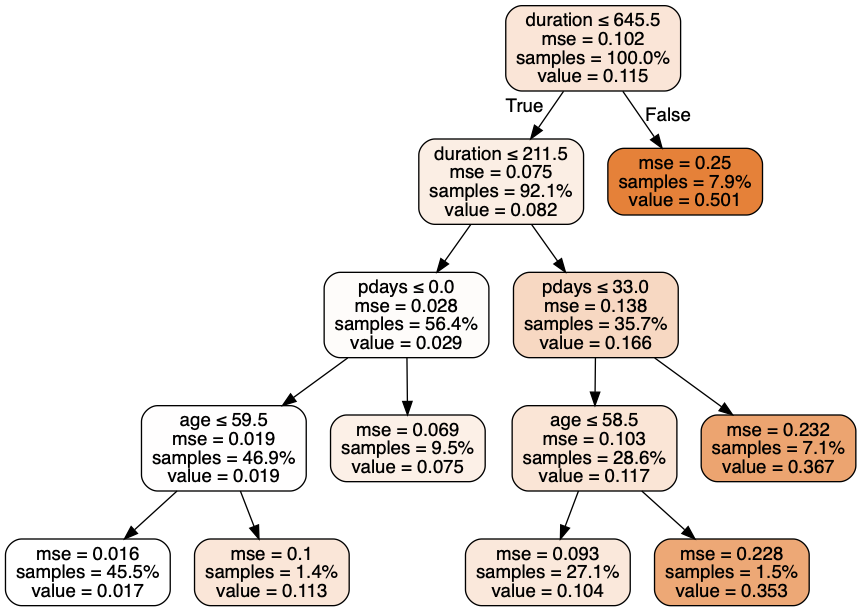 duration ≤ 645.5
mse = 0.102
samples = 100.0%
value = 0.115
True
False
duration ≤ 211.5
mse = 0.075
samples = 92.1%
value = 0.082
mse = 0.25
samples = 7.9%
value = 0.501
pdays ≤ 0.0
mse = 0.028
samples = 56.4%
value = 0.029
pdays ≤ 33.0
mse = 0.138
samples = 35.7%
value = 0.166
age ≤ 59.5
mse = 0.019
samples = 46.9%
value = 0.019
mse = 0.069
samples = 9.5%
value = 0.075
age ≤ 58.5
mse = 0.103
samples = 28.6%
value = 0.117
mse = 0.232
samples = 7.1%
value = 0.367
mse = 0.016
samples = 45.5%
value = 0.017
mse = 0.1
samples = 1.4%
value = 0.113
mse = 0.093
samples = 27.1%
value = 0.104
mse = 0.228
samples = 1.5%
value = 0.353